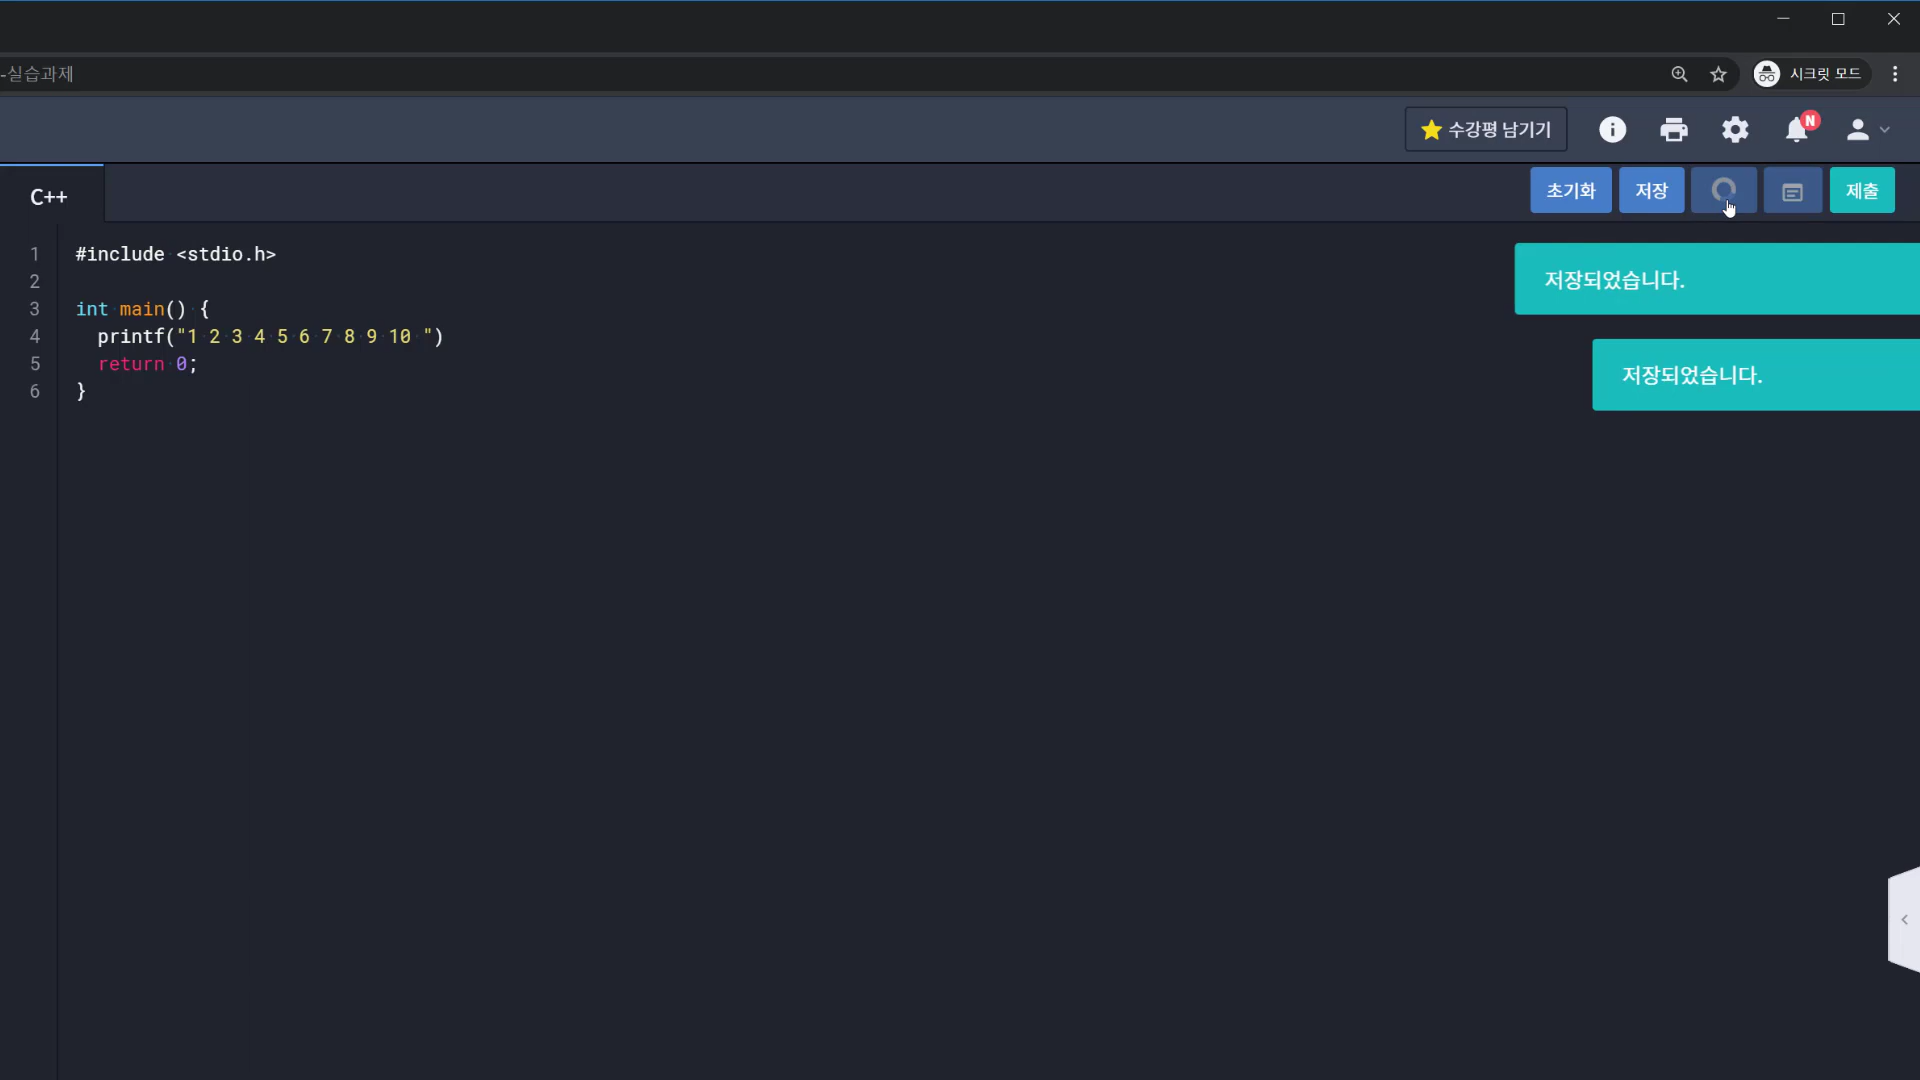 -실습과제
시크릿 모드
수강평 남기기
N
C++
초기화
저장
제출
1 #include <stdio.h>
2
3 int main() {
4 printf("1 2 3 4 5 6 7 8 9 10 ")
5 return 0;
6 }
저장되었습니다.
저장되었습니다.